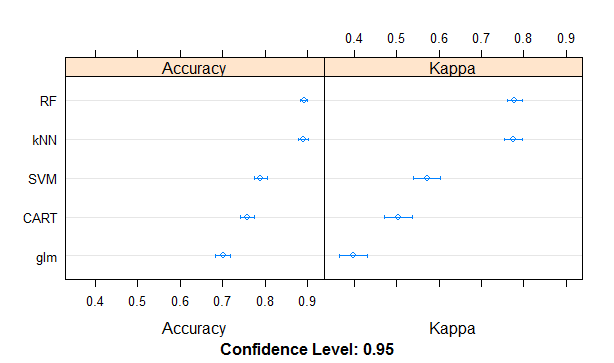 0.4 0.5 0.6 0.7 0.8 0.9
Accuracy Kappa
RF
kNN
SVM
CART
glm
0.4 0.5 0.6 0.7 0.8 0.9
Accuracy Kappa
Confidence Level: 0.95